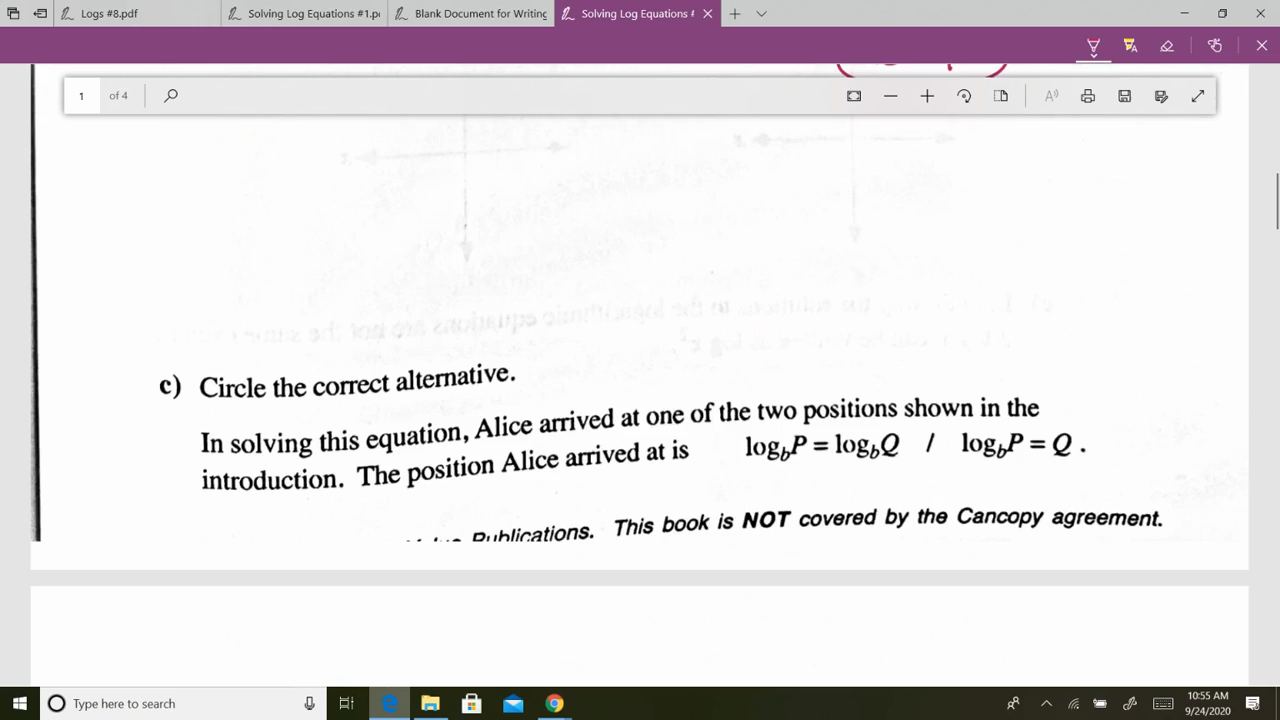 Logs #8.pdf
Solving Log Equations #1.p
Blank Document for Writing
Solving Log Equations #
1 of 4
c) Circle the correct alternative.
In solving this equation, Alice arrived at one of the two positions shown in the
introduction. The position Alice arrived at is log_b P = log_b Q / log_b P = Q .
Publications. This book is NOT covered by the Cancopy agreement.
Type here to search
10:55 AM
9/24/2020